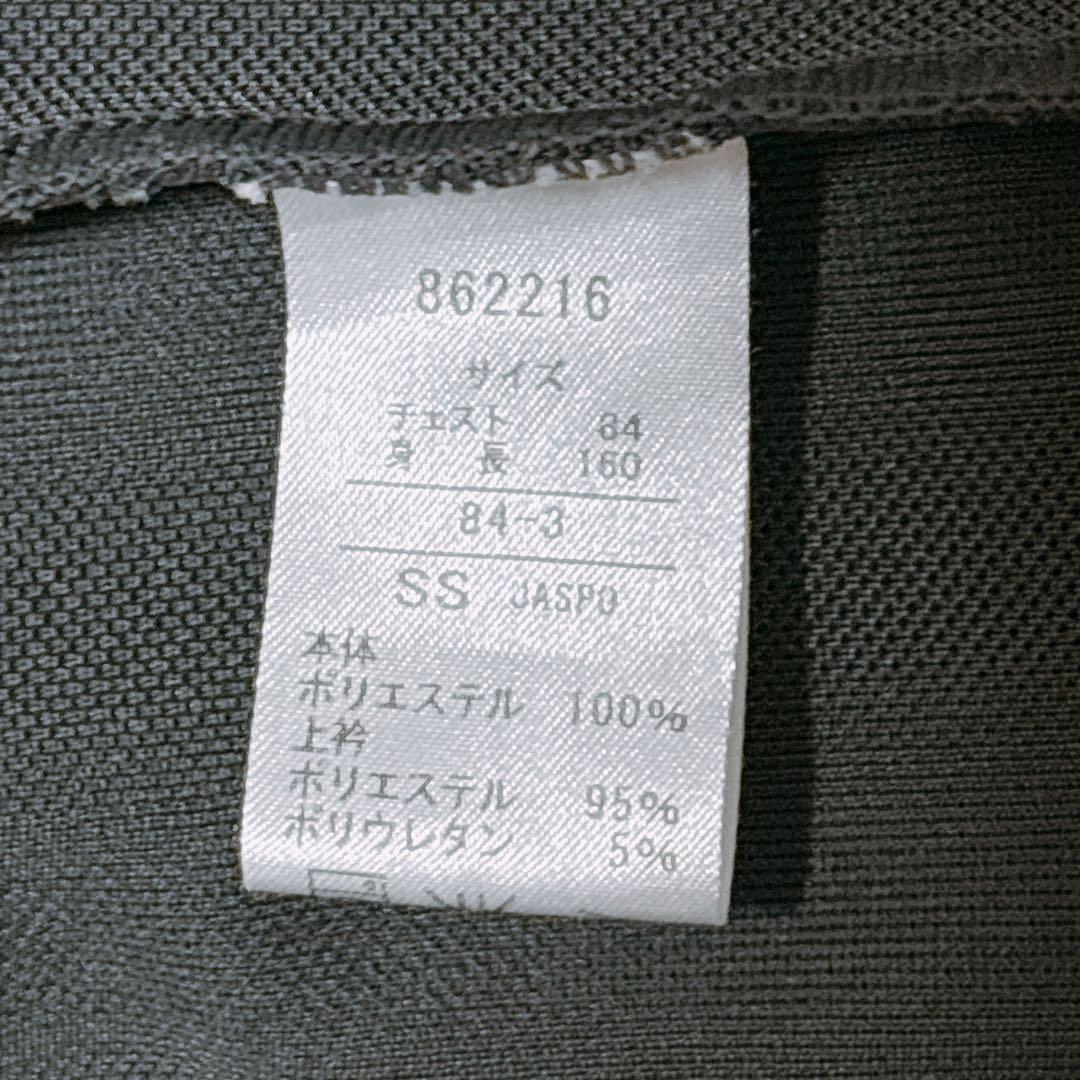 862216
サイズ
チェスト 84
身 長 160
84-3
SS JASPO
本体
ポリエステル 100%
上衿
ポリエステル 95%
ポリウレタン 5%